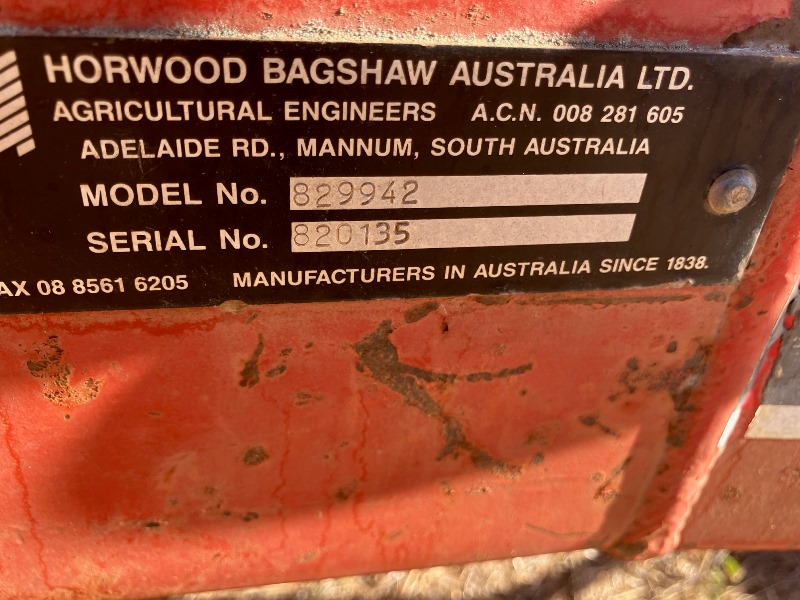 HORWOOD BAGSHAW AUSTRALIA LTD.
AGRICULTURAL ENGINEERS A.C.N. 008 281 605
ADELAIDE RD., MANNUM, SOUTH AUSTRALIA
MODEL No. 829942
SERIAL No. 820135
AX 08 8561 6205 MANUFACTURERS IN AUSTRALIA SINCE 1838.